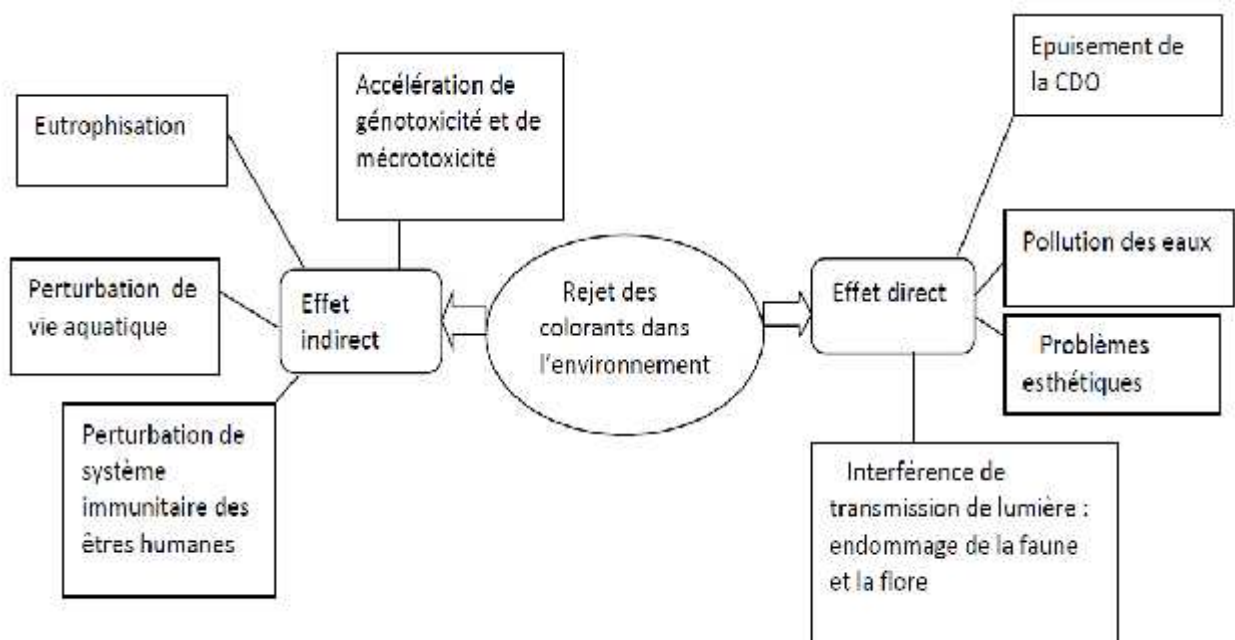 Eutrophisation
Accélération de
génotoxicité et de
mécrotoxicité
Epuisement de
la CDO
Perturbation de
vie aquatique
Effet
indirect
Rejet des
colorants dans
l'environnement
Effet direct
Pollution des eaux
Problèmes
esthétiques
Perturbation de
système
immunitaire des
êtres humanes
Interférence de
transmission de lumière :
endommage de la faune
et la flore